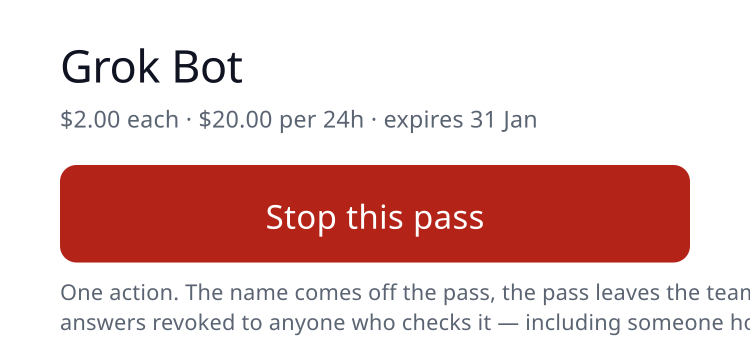 Grok Bot
$2.00 each · $20.00 per 24h · expires 31 Jan
Stop this pass
One action. The name comes off the pass, the pass leaves the team
answers revoked to anyone who checks it — including someone